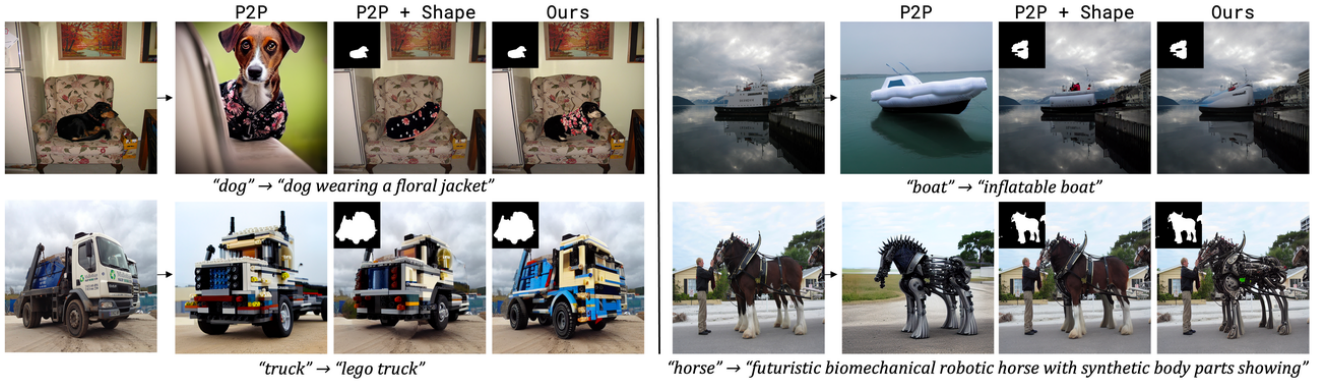 P2P
P2P + Shape
Ours
P2P
P2P + Shape
Ours
“dog” → “dog wearing a floral jacket”
“boat” → “inflatable boat”
“truck” → “lego truck”
“horse” → “futuristic biomechanical robotic horse with synthetic body parts showing”